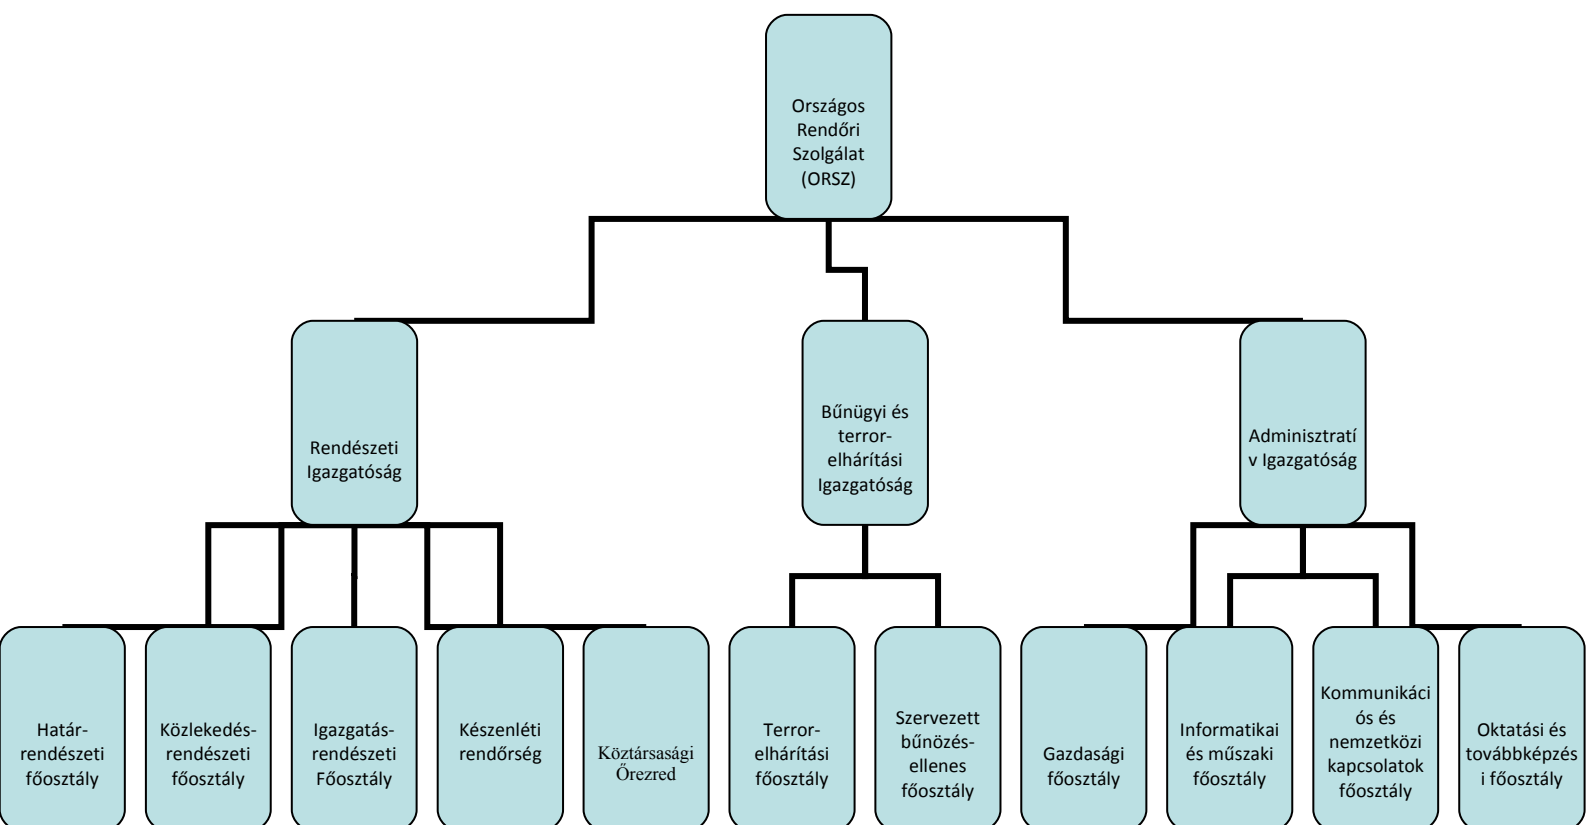 Országos
Rendőri
Szolgálat
(ORSZ)
Rendészeti
Igazgatóság
Bűnügyi és
terror-
elhárítási
Igazgatóság
Adminisztratí
v Igazgatóság
Határ-
rendészeti
főosztály
Közlekedés-
rendészeti
főosztály
Igazgatás-
rendészeti
Főosztály
Készenléti
rendőrség
Köztársasági
Őrezred
Terror-
elhárítási
főosztály
Szervezett
bűnözés-
ellenes
főosztály
Gazdasági
főosztály
Informatikai
és műszaki
főosztály
Kommunikáci
ós és
nemzetközi
kapcsolatok
főosztály
Oktatási és
továbbképzés
i főosztály